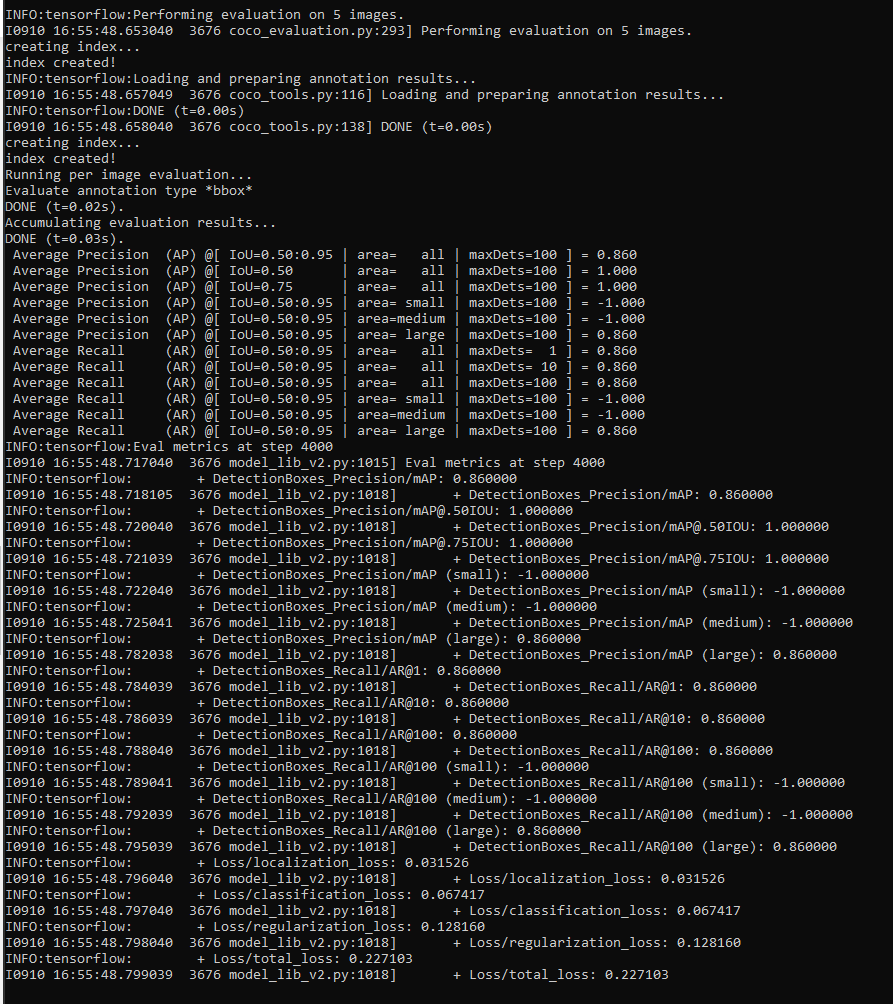 INFO:tensorflow:Performing evaluation on 5 images.
I0910 16:55:48.653040  3676 coco_evaluation.py:293] Performing evaluation on 5 images.
creating index...
index created!
INFO:tensorflow:Loading and preparing annotation results...
I0910 16:55:48.657049  3676 coco_tools.py:116] Loading and preparing annotation results...
INFO:tensorflow:DONE (t=0.00s)
I0910 16:55:48.658040  3676 coco_tools.py:138] DONE (t=0.00s)
creating index...
index created!
Running per image evaluation...
Evaluate annotation type *bbox*
DONE (t=0.02s).
Accumulating evaluation results...
DONE (t=0.03s).
 Average Precision  (AP) @[ IoU=0.50:0.95 | area=   all | maxDets=100 ] = 0.860
 Average Precision  (AP) @[ IoU=0.50      | area=   all | maxDets=100 ] = 1.000
 Average Precision  (AP) @[ IoU=0.75      | area=   all | maxDets=100 ] = 1.000
 Average Precision  (AP) @[ IoU=0.50:0.95 | area= small | maxDets=100 ] = -1.000
 Average Precision  (AP) @[ IoU=0.50:0.95 | area=medium | maxDets=100 ] = -1.000
 Average Precision  (AP) @[ IoU=0.50:0.95 | area= large | maxDets=100 ] = 0.860
 Average Recall     (AR) @[ IoU=0.50:0.95 | area=   all | maxDets=  1 ] = 0.860
 Average Recall     (AR) @[ IoU=0.50:0.95 | area=   all | maxDets= 10 ] = 0.860
 Average Recall     (AR) @[ IoU=0.50:0.95 | area=   all | maxDets=100 ] = 0.860
 Average Recall     (AR) @[ IoU=0.50:0.95 | area= small | maxDets=100 ] = -1.000
 Average Recall     (AR) @[ IoU=0.50:0.95 | area=medium | maxDets=100 ] = -1.000
 Average Recall     (AR) @[ IoU=0.50:0.95 | area= large | maxDets=100 ] = 0.860
INFO:tensorflow:Eval metrics at step 4000
I0910 16:55:48.717040  3676 model_lib_v2.py:1015] Eval metrics at step 4000
INFO:tensorflow:        + DetectionBoxes_Precision/mAP: 0.860000
I0910 16:55:48.718105  3676 model_lib_v2.py:1018]       + DetectionBoxes_Precision/mAP: 0.860000
INFO:tensorflow:        + DetectionBoxes_Precision/mAP@.50IOU: 1.000000
I0910 16:55:48.720040  3676 model_lib_v2.py:1018]       + DetectionBoxes_Precision/mAP@.50IOU: 1.000000
INFO:tensorflow:        + DetectionBoxes_Precision/mAP@.75IOU: 1.000000
I0910 16:55:48.721039  3676 model_lib_v2.py:1018]       + DetectionBoxes_Precision/mAP@.75IOU: 1.000000
INFO:tensorflow:        + DetectionBoxes_Precision/mAP (small): -1.000000
I0910 16:55:48.722040  3676 model_lib_v2.py:1018]       + DetectionBoxes_Precision/mAP (small): -1.000000
INFO:tensorflow:        + DetectionBoxes_Precision/mAP (medium): -1.000000
I0910 16:55:48.725041  3676 model_lib_v2.py:1018]       + DetectionBoxes_Precision/mAP (medium): -1.000000
INFO:tensorflow:        + DetectionBoxes_Precision/mAP (large): 0.860000
I0910 16:55:48.782038  3676 model_lib_v2.py:1018]       + DetectionBoxes_Precision/mAP (large): 0.860000
INFO:tensorflow:        + DetectionBoxes_Recall/AR@1: 0.860000
I0910 16:55:48.784039  3676 model_lib_v2.py:1018]       + DetectionBoxes_Recall/AR@1: 0.860000
INFO:tensorflow:        + DetectionBoxes_Recall/AR@10: 0.860000
I0910 16:55:48.786039  3676 model_lib_v2.py:1018]       + DetectionBoxes_Recall/AR@10: 0.860000
INFO:tensorflow:        + DetectionBoxes_Recall/AR@100: 0.860000
I0910 16:55:48.788040  3676 model_lib_v2.py:1018]       + DetectionBoxes_Recall/AR@100: 0.860000
INFO:tensorflow:        + DetectionBoxes_Recall/AR@100 (small): -1.000000
I0910 16:55:48.789041  3676 model_lib_v2.py:1018]       + DetectionBoxes_Recall/AR@100 (small): -1.000000
INFO:tensorflow:        + DetectionBoxes_Recall/AR@100 (medium): -1.000000
I0910 16:55:48.792039  3676 model_lib_v2.py:1018]       + DetectionBoxes_Recall/AR@100 (medium): -1.000000
INFO:tensorflow:        + DetectionBoxes_Recall/AR@100 (large): 0.860000
I0910 16:55:48.795039  3676 model_lib_v2.py:1018]       + DetectionBoxes_Recall/AR@100 (large): 0.860000
INFO:tensorflow:        + Loss/localization_loss: 0.031526
I0910 16:55:48.796040  3676 model_lib_v2.py:1018]       + Loss/localization_loss: 0.031526
INFO:tensorflow:        + Loss/classification_loss: 0.067417
I0910 16:55:48.797040  3676 model_lib_v2.py:1018]       + Loss/classification_loss: 0.067417
INFO:tensorflow:        + Loss/regularization_loss: 0.128160
I0910 16:55:48.798040  3676 model_lib_v2.py:1018]       + Loss/regularization_loss: 0.128160
INFO:tensorflow:        + Loss/total_loss: 0.227103
I0910 16:55:48.799039  3676 model_lib_v2.py:1018]       + Loss/total_loss: 0.227103